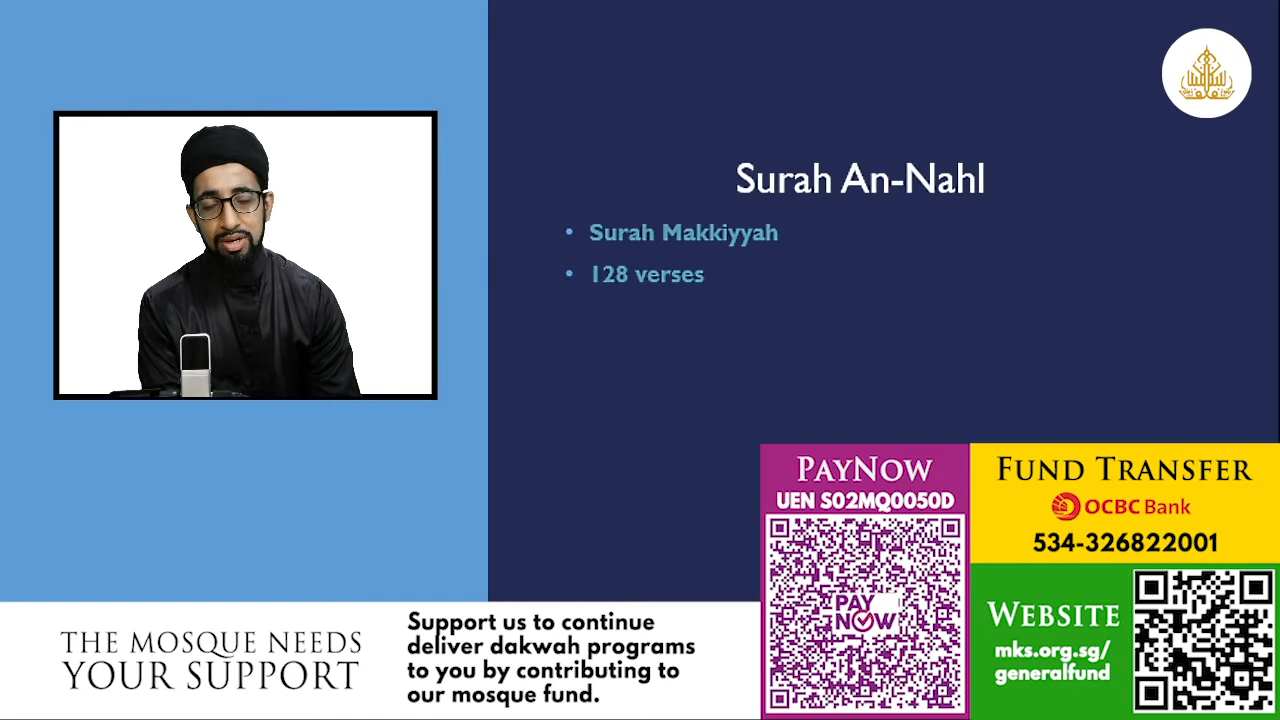 Surah An-Nahl
• Surah Makkiyyah
• 128 verses
THE MOSQUE NEEDS
YOUR SUPPORT
Support us to continue
deliver dakwah programs
to you by contributing to
our mosque fund.
PAYNOW
UEN S02MQ0050D
PAY
NOW
FUND TRANSFER
OCBC Bank
534-326822001
WEBSITE
mks.org.sg/
generalfund